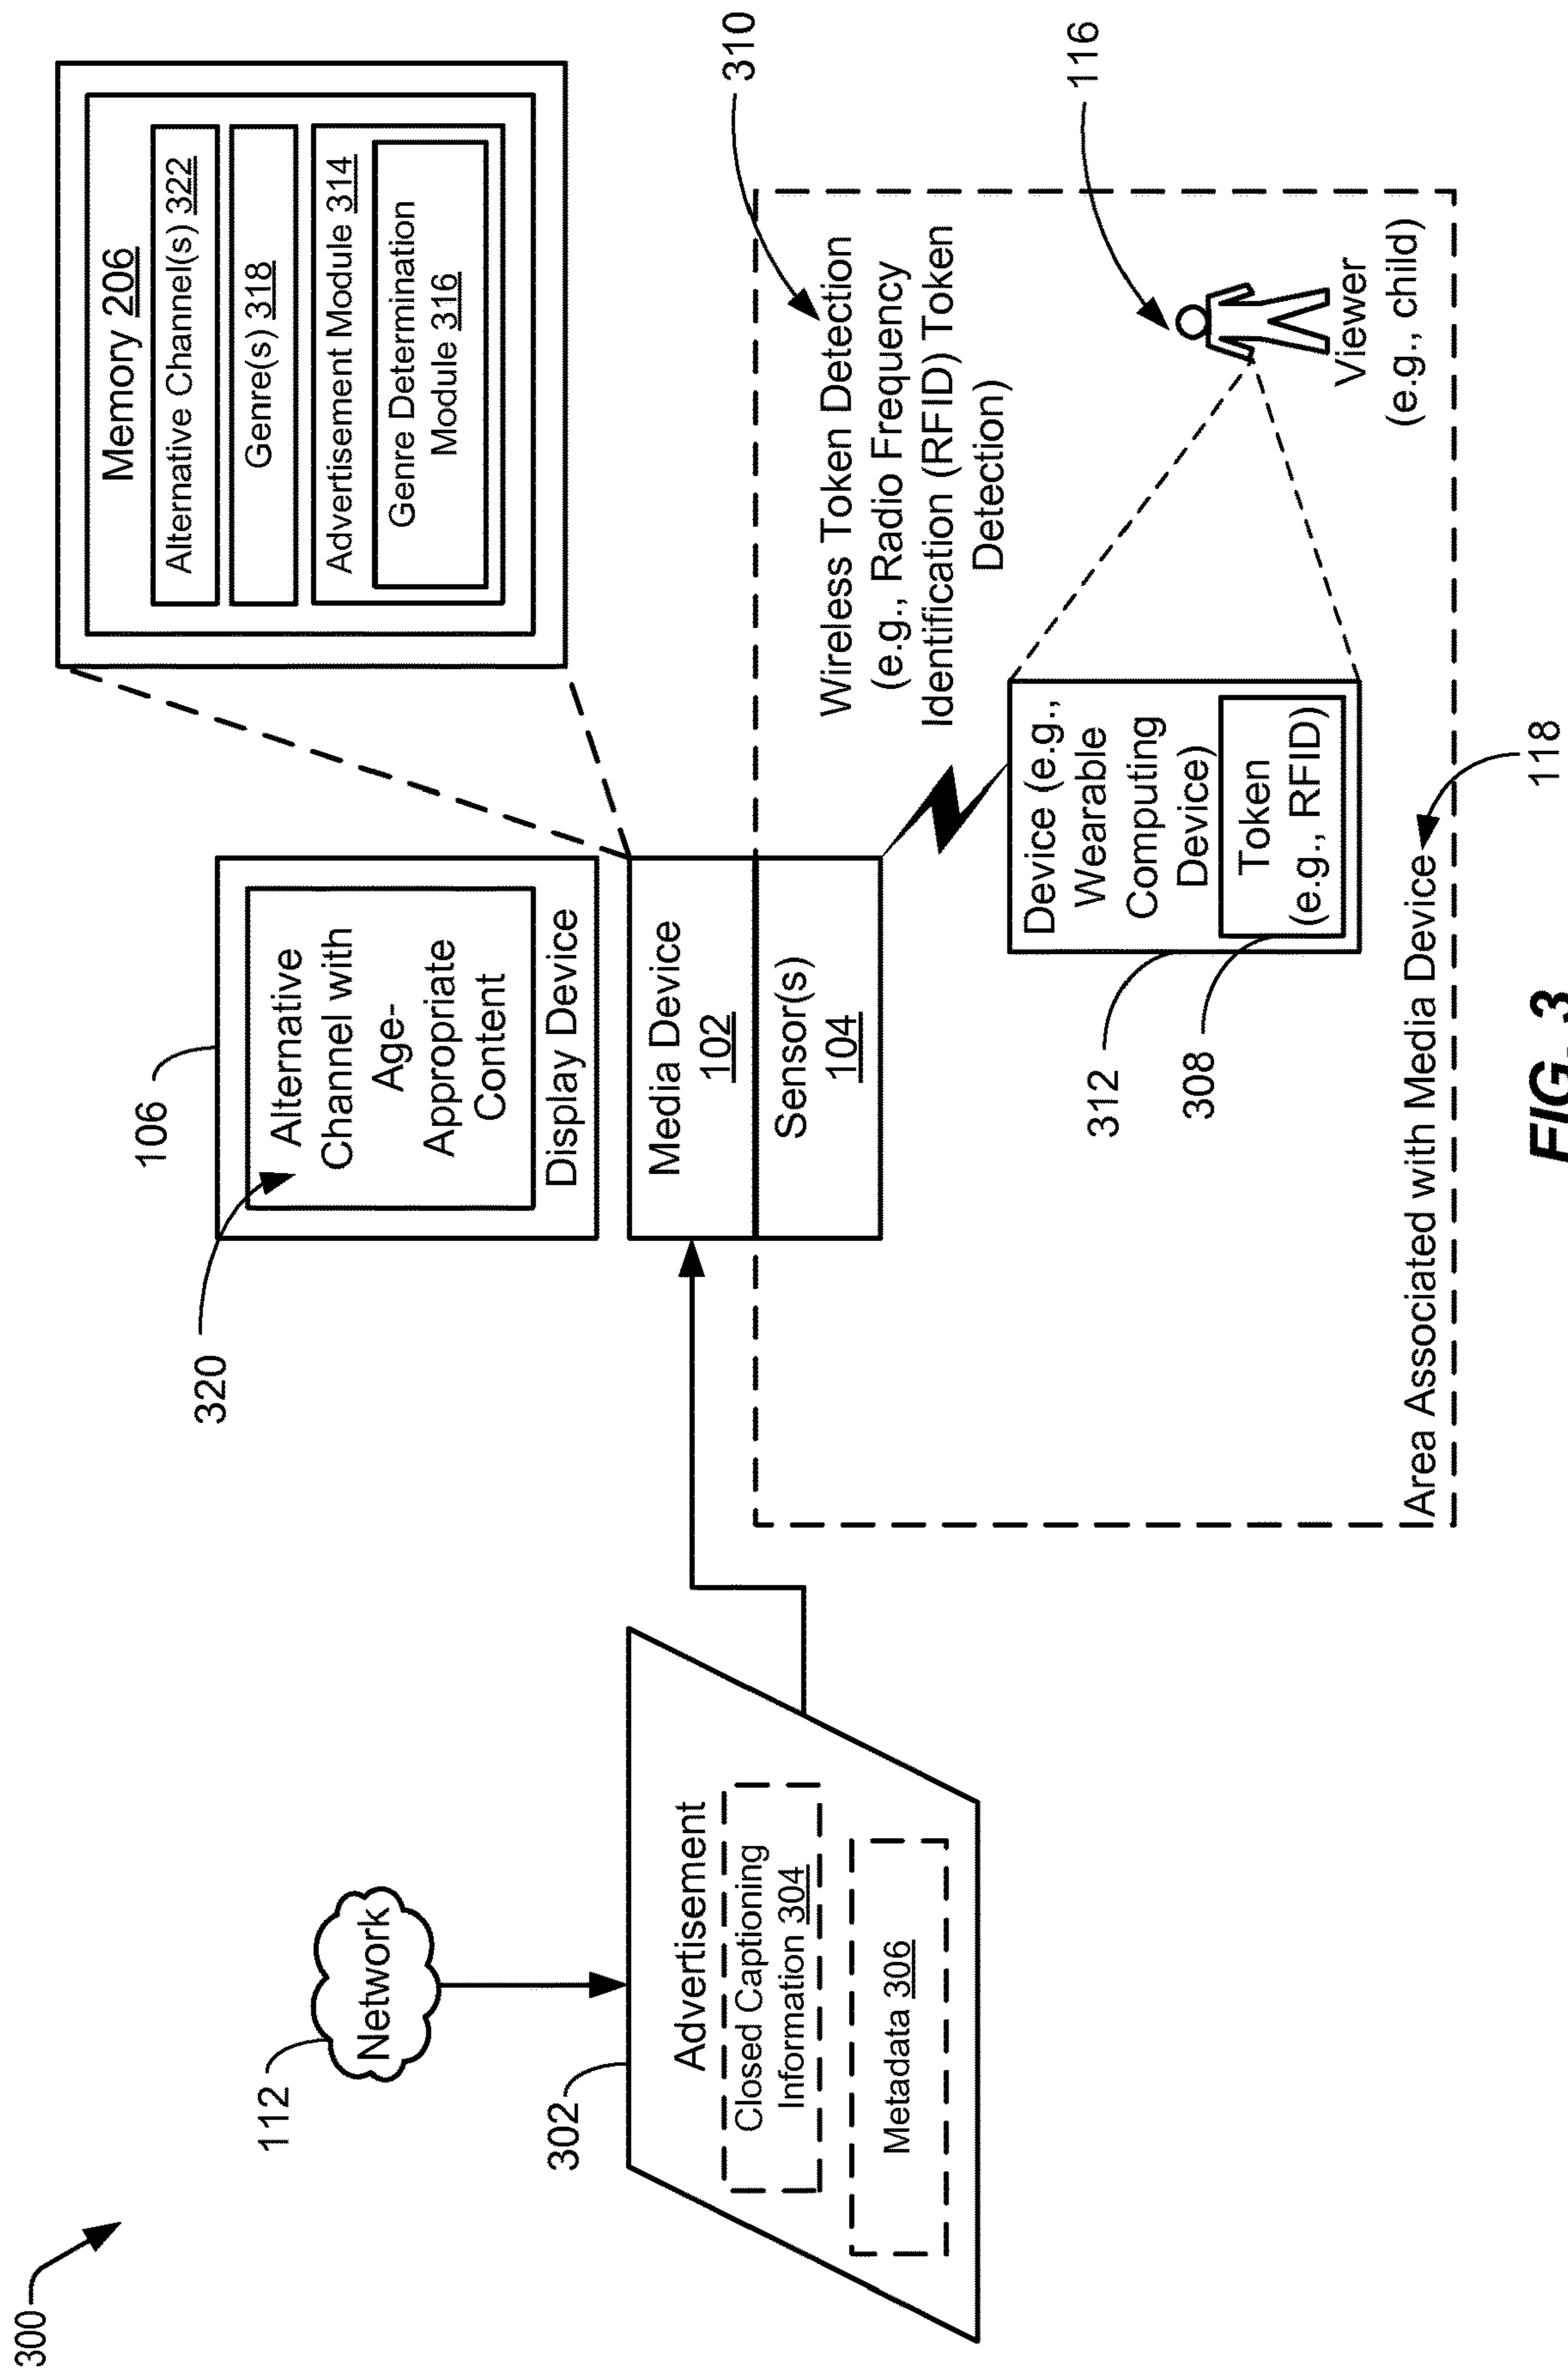 300
112
Network
302
Advertisement
Closed Captioning
Information 304
Metadata 306
320
106
Alternative
Channel with
Age-
Appropriate
Content
Display Device
Media Device
102
Sensor(s)
104
Memory 206
Alternative Channel(s) 322
Genre(s) 318
Advertisement Module 314
Genre Determination
Module 316
310
Wireless Token Detection
(e.g., Radio Frequency
Identification (RFID) Token
Detection)
116
Viewer
(e.g., child)
Device (e.g.,
Wearable
Computing
Device)
Token
(e.g., RFID)
312
308
Area Associated with Media Device
118
FIG. 3